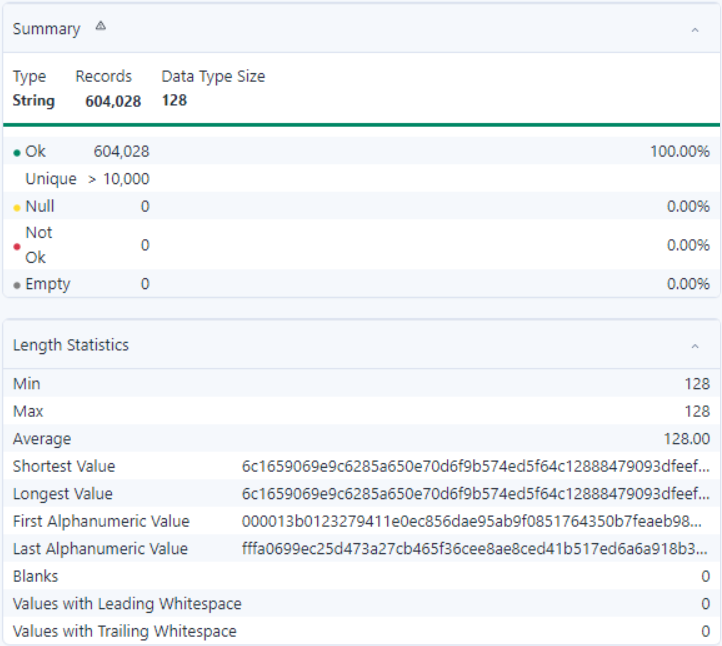 Summary
Type Records Data Type Size
String 604,028 128
Ok 604,028 100.00%
Unique > 10,000
Null 0 0.00%
Not
Ok 0 0.00%
Empty 0 0.00%
Length Statistics
Min 128
Max 128
Average 128.00
Shortest Value 6c1659069e9c6285a650e70d6f9b574ed5f64c12888479093dfeef...
Longest Value 6c1659069e9c6285a650e70d6f9b574ed5f64c12888479093dfeef...
First Alphanumeric Value 000013b0123279411e0ec856dae95ab9f0851764350b7feaeb98...
Last Alphanumeric Value fffa0699ec25d473a27cb465f36cee8ae8ced41b517ed6a6a918b3...
Blanks 0
Values with Leading Whitespace 0
Values with Trailing Whitespace 0